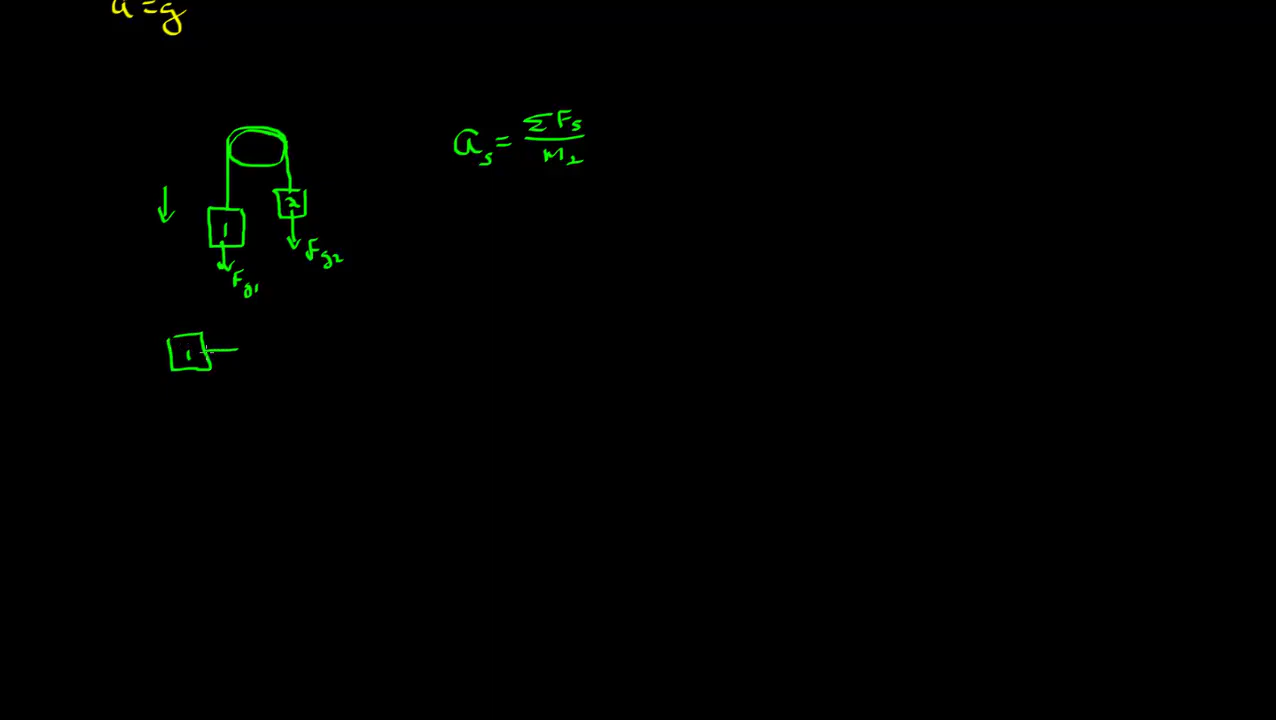 a = g
a_s = ΣF_s / m_2
2
1
F_g2
F_g1
1